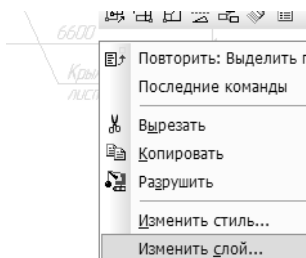 6600
Повторить: Выделить
Последние команды
Вырезать
Копировать
Разрушить
Изменить стиль...
Изменить слой...